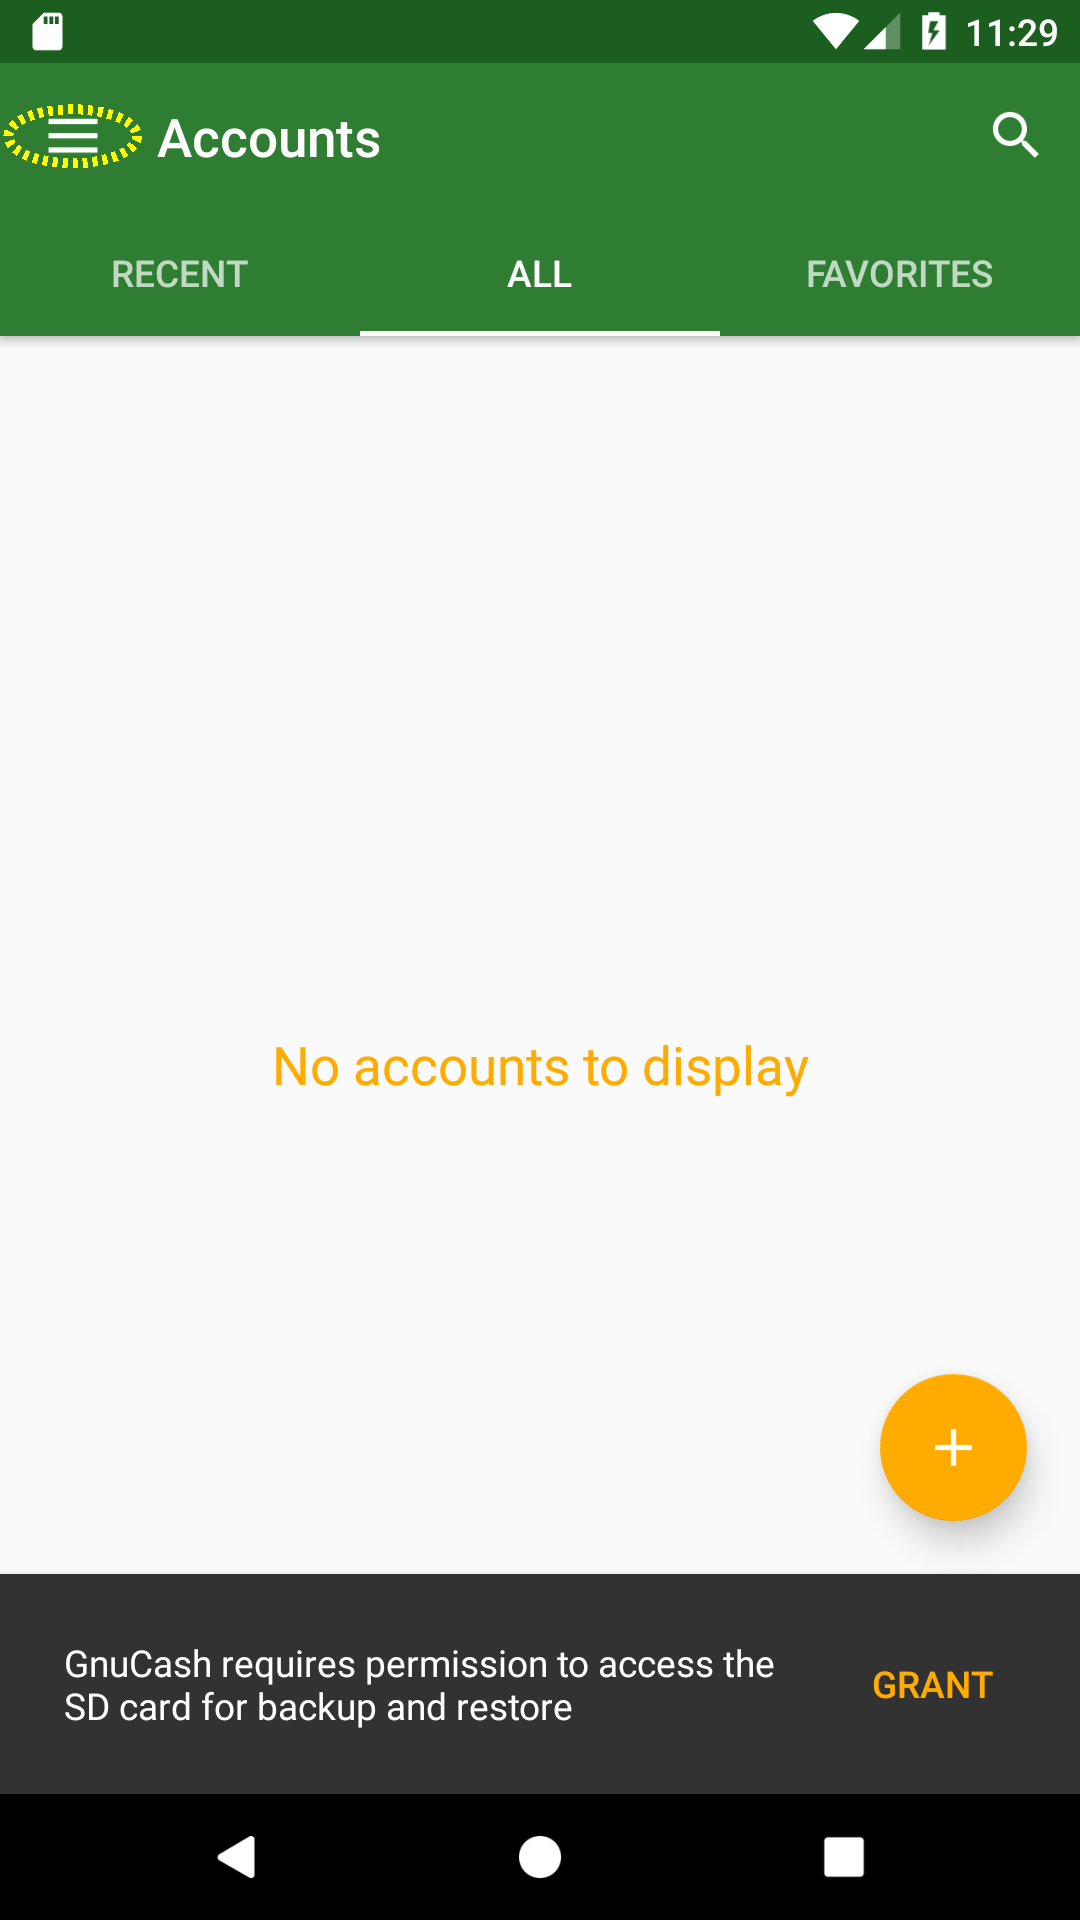 11:29
Accounts
RECENT
ALL
FAVORITES
No accounts to display
GnuCash requires permission to access the
SD card for backup and restore
GRANT